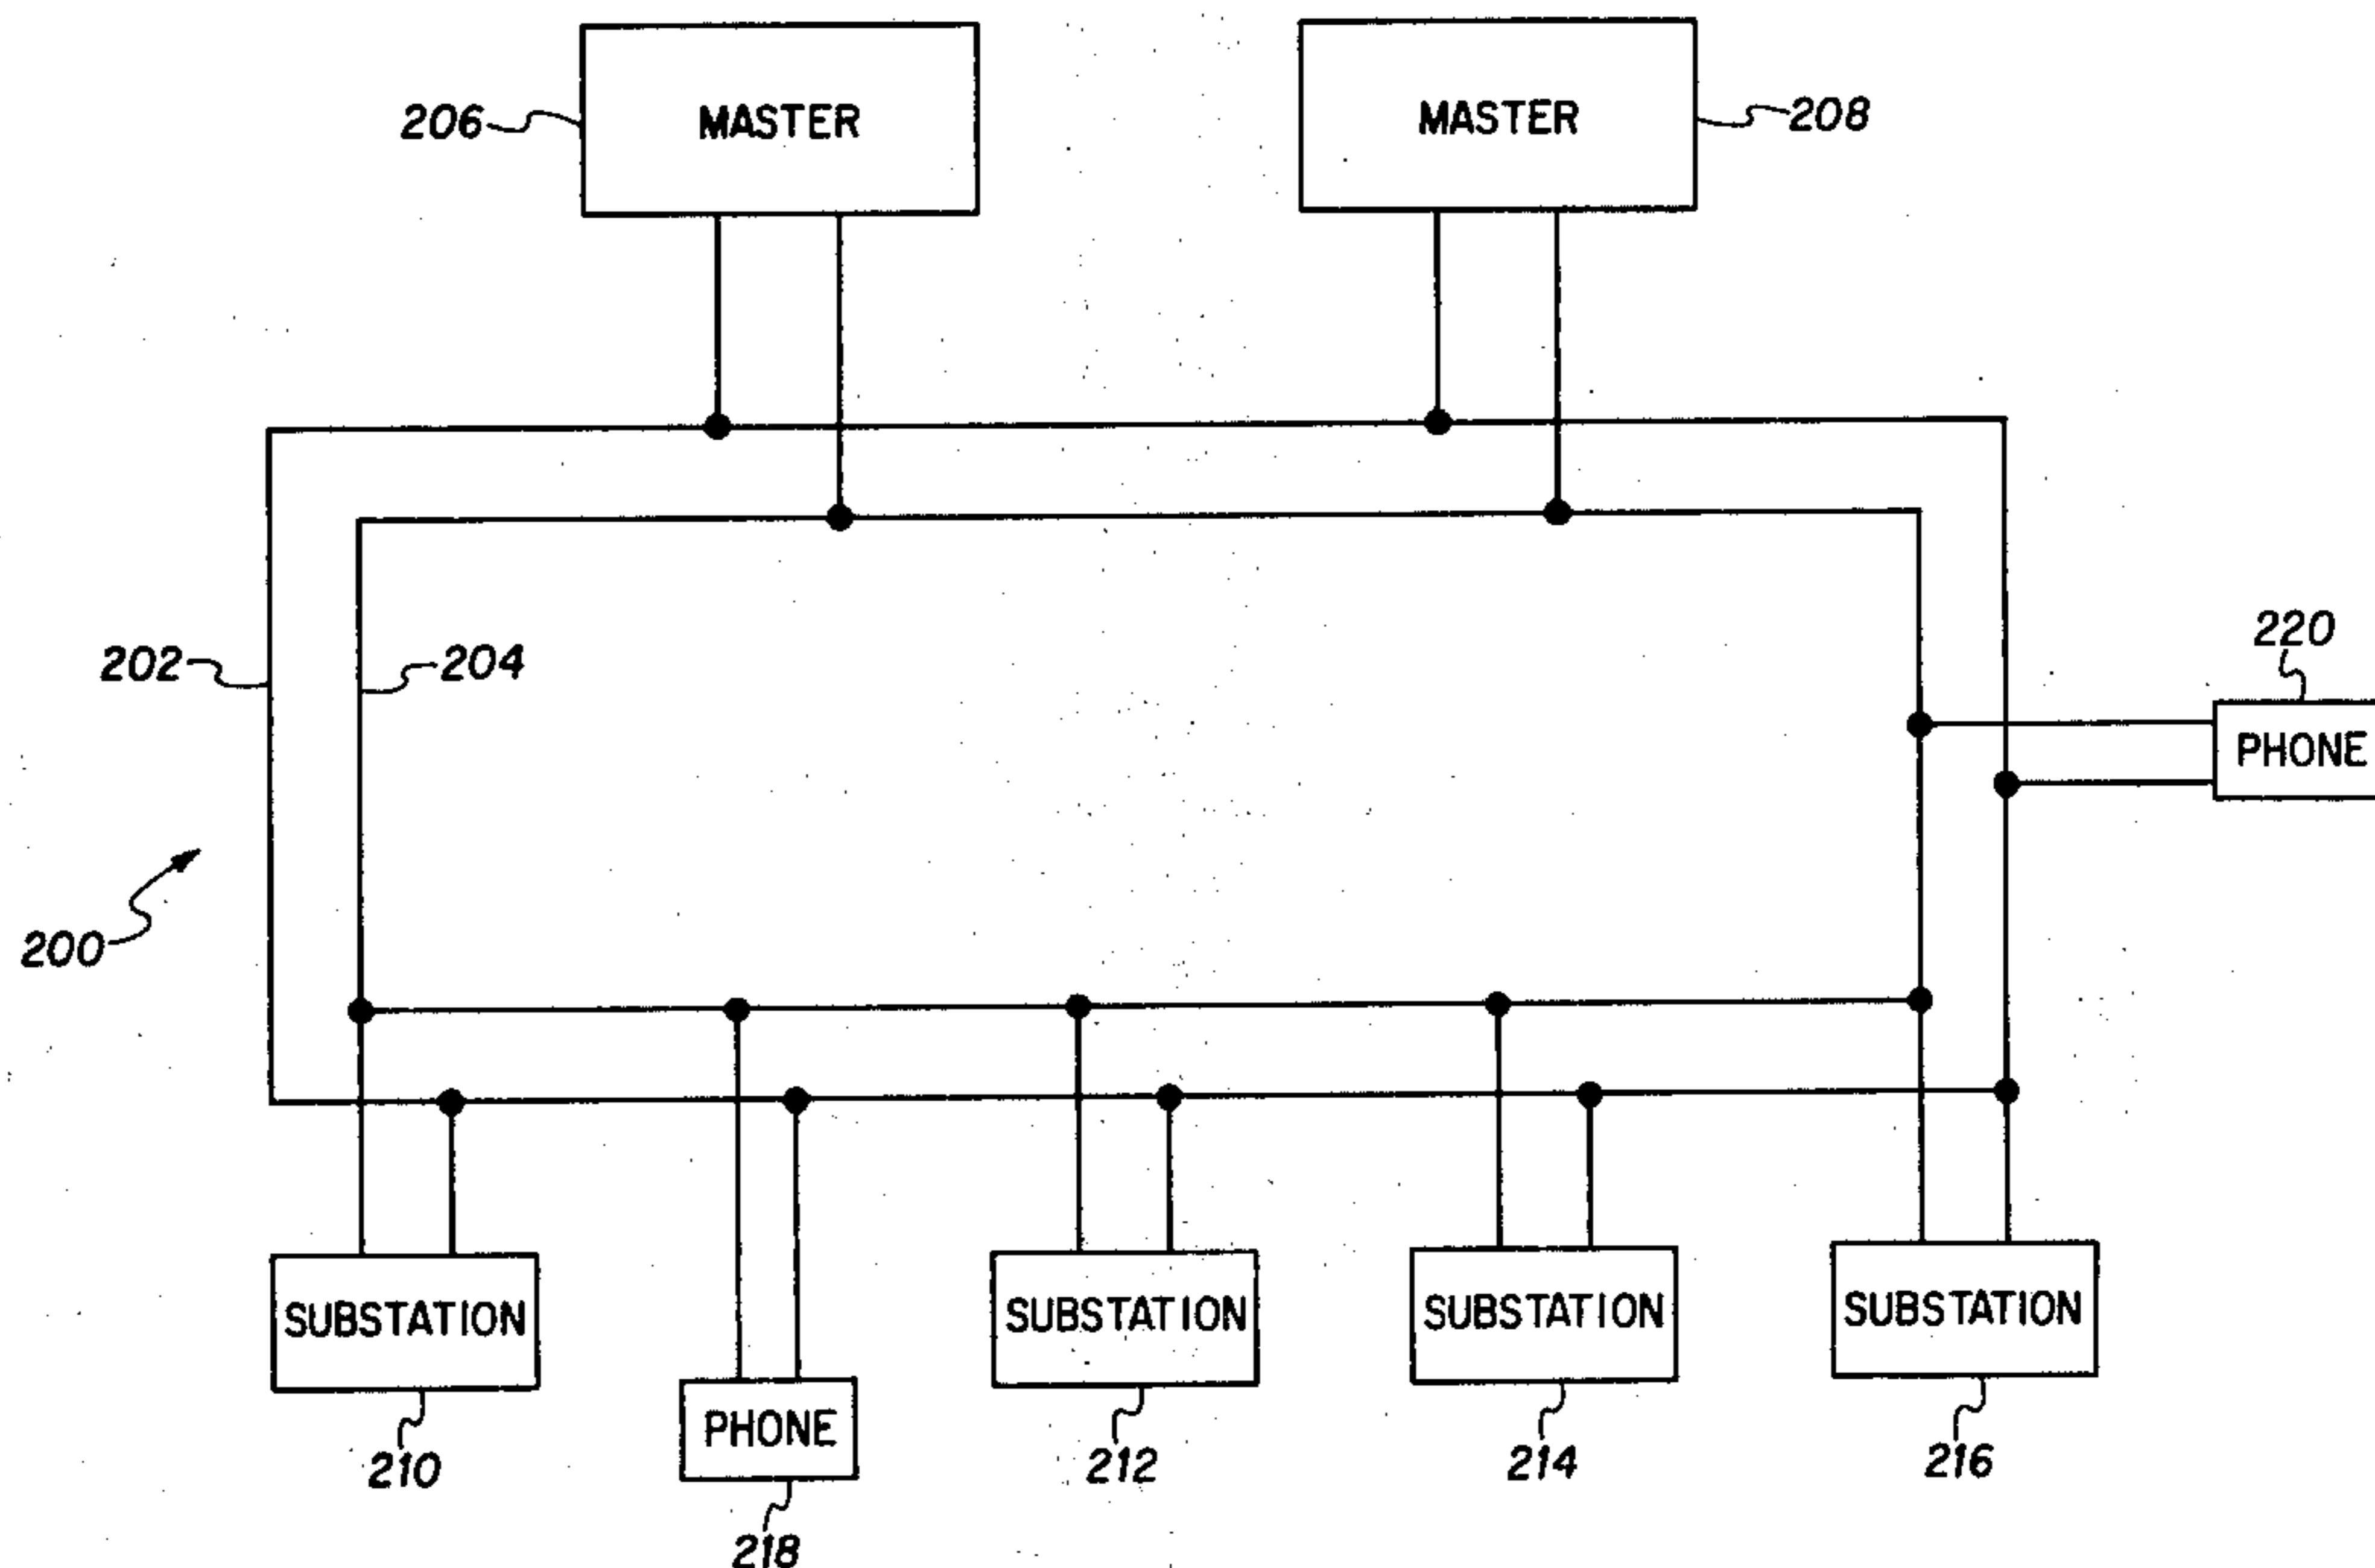 206
MASTER
MASTER
208
202
204
220
PHONE
200
SUBSTATION
SUBSTATION
SUBSTATION
SUBSTATION
PHONE
210
212
214
216
218